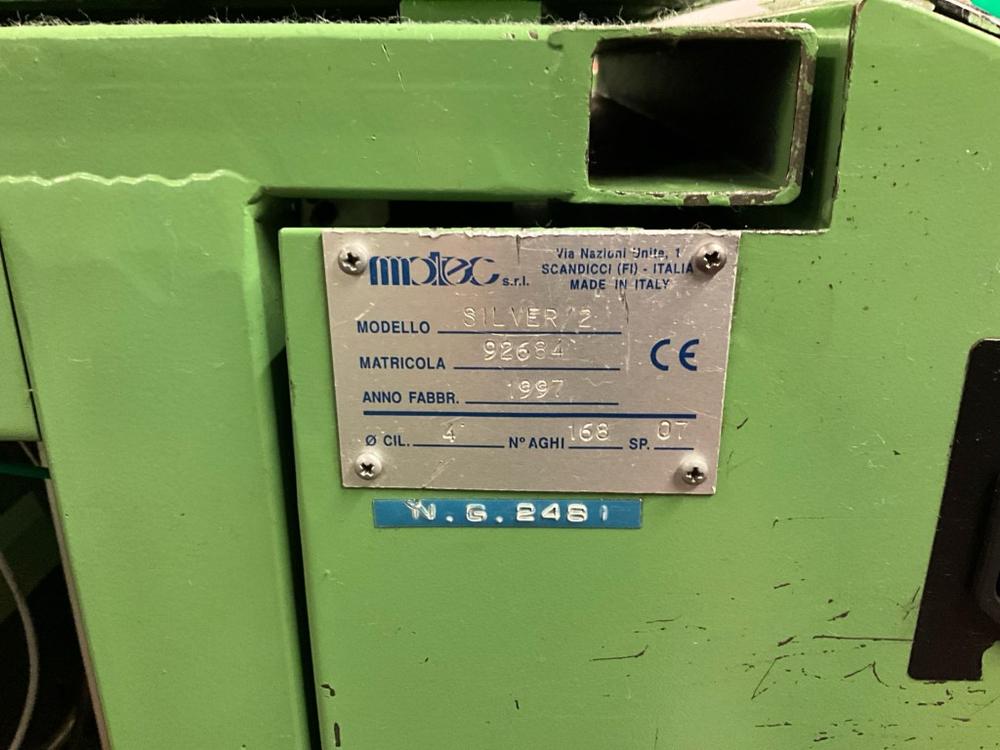 matec s.r.l.
Via Nazioni Unite, 1
SCANDICCI (FI) - ITALIA
MADE IN ITALY
MODELLO SILVER/2
MATRICOLA 92684
CE
ANNO FABBR. 1997
Ø CIL. 4 N° AGHI 168 SP. 07
N.G.2481